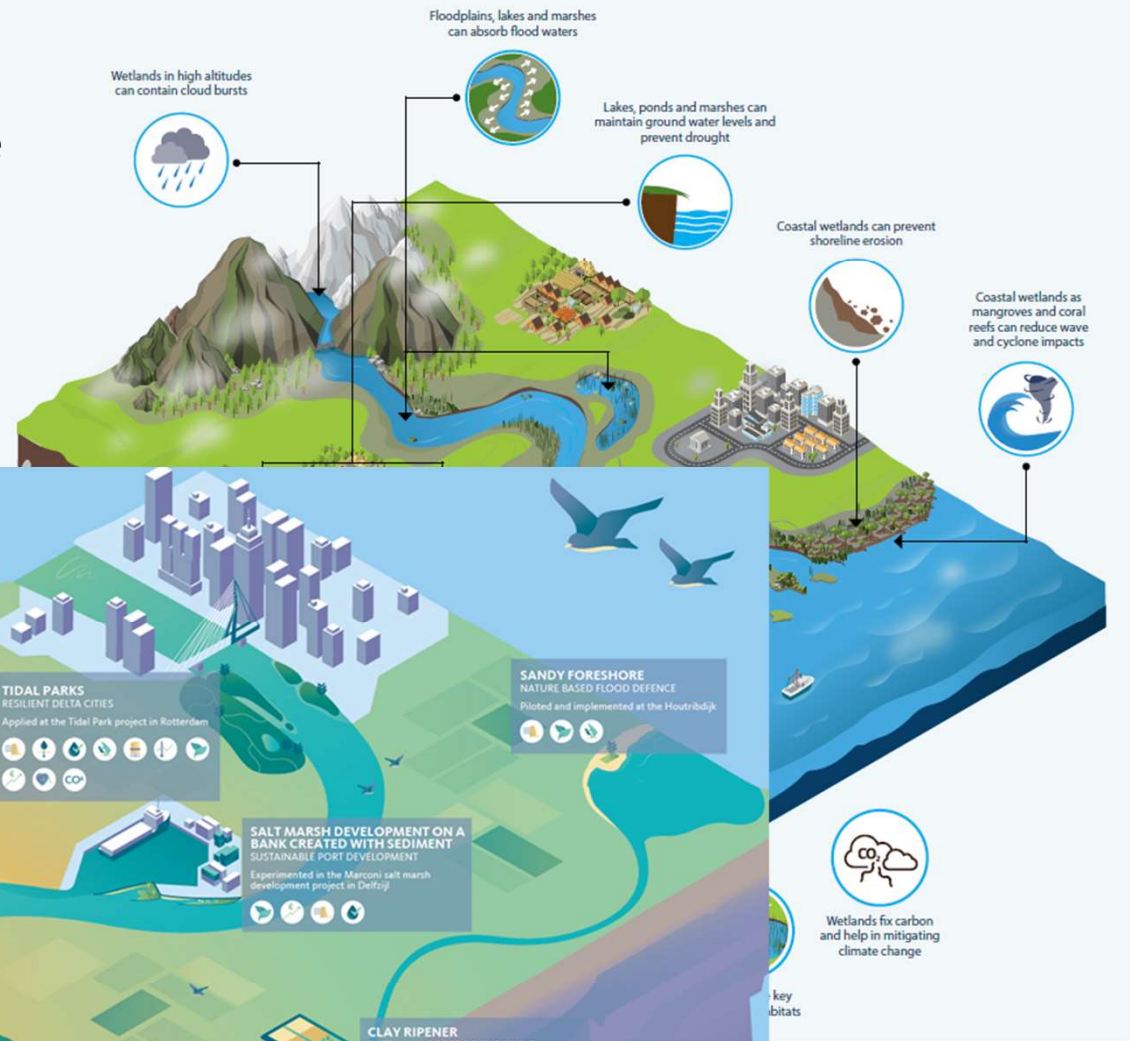 Floodplains, lakes and marshes
can absorb flood waters
Wetlands in high altitudes
can contain cloud bursts
Lakes, ponds and marshes can
maintain ground water levels and
prevent drought
Coastal wetlands can prevent
shoreline erosion
Coastal wetlands as
mangroves and coral
reefs can reduce wave
and cyclone impacts
TIDAL PARKS
RESILIENT DELTA CITIES
Applied at the Tidal Park project in Rotterdam
CO²
SANDY FORESHORE
NATURE BASED FLOOD DEFENCE
Piloted and implemented at the Houtribdijk
SALT MARSH DEVELOPMENT ON A
BANK CREATED WITH SEDIMENT
SUSTAINABLE PORT DEVELOPMENT
Experimented in the Marconi salt marsh
development project in Delfzijl
CO₂
Wetlands fix carbon
and help in mitigating
climate change
key
CLAY RIPENER